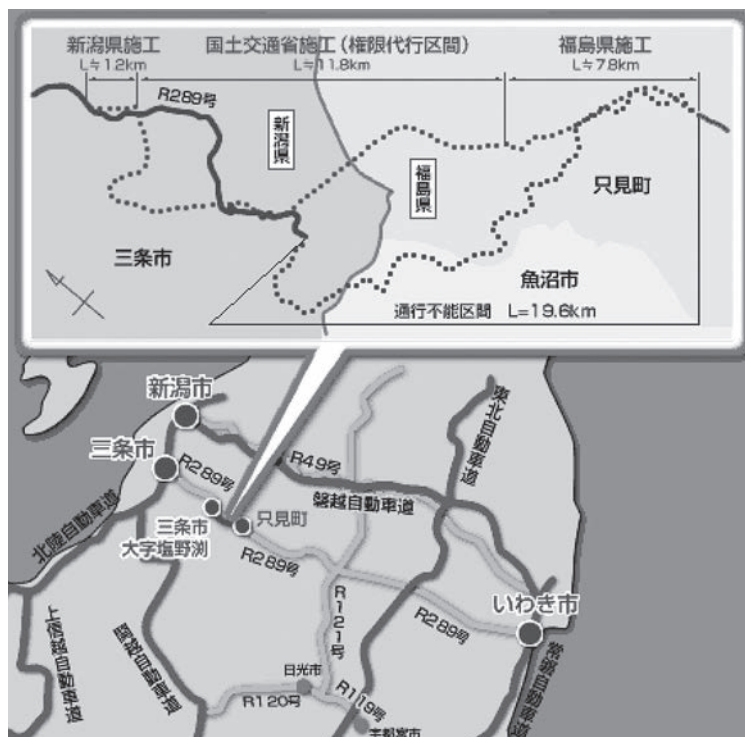 新潟県施工
L≒12km
国土交通省施工(権限代行区間)
L≒11.8km
福島県施工
L≒7.8km
R289号
新潟県
福島県
只見町
三条市
魚沼市
通行不能区間 L=19.6km
新潟市
三条市
R289号
R49号
東北自動車道
磐越自動車道
北陸自動車道
三条市
大字塩野渕
只見町
R289号
R121号
R289号
いわき市
上信越自動車道
関越自動車道
日光市
R120号
R119号
宇都宮市
常磐自動車道